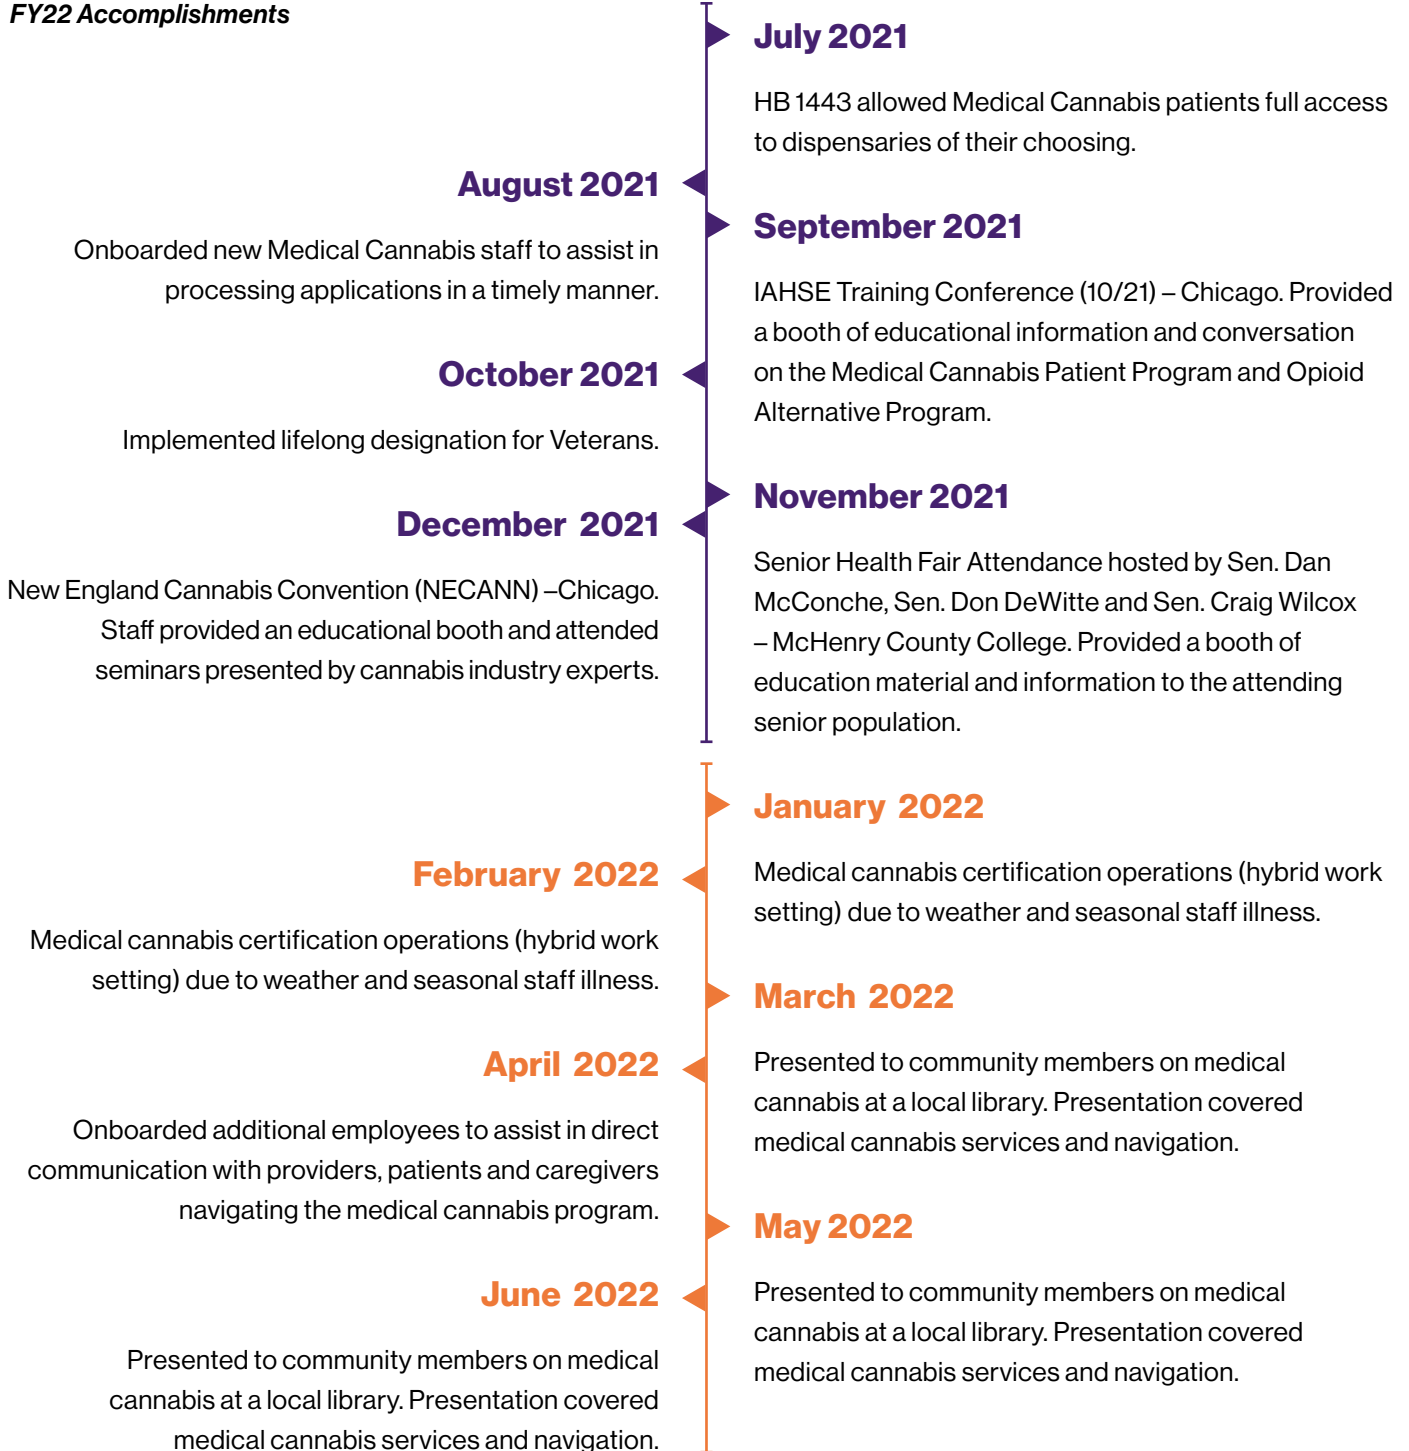 FY22 Accomplishments
July 2021
HB 1443 allowed Medical Cannabis patients full access
to dispensaries of their choosing.
August 2021
Onboarded new Medical Cannabis staff to assist in
processing applications in a timely manner.
September 2021
IAHSE Training Conference (10/21) – Chicago. Provided
a booth of educational information and conversation
on the Medical Cannabis Patient Program and Opioid
Alternative Program.
October 2021
Implemented lifelong designation for Veterans.
November 2021
Senior Health Fair Attendance hosted by Sen. Dan
McConche, Sen. Don DeWitte and Sen. Craig Wilcox
– McHenry County College. Provided a booth of
education material and information to the attending
senior population.
December 2021
New England Cannabis Convention (NECANN) –Chicago.
Staff provided an educational booth and attended
seminars presented by cannabis industry experts.
January 2022
Medical cannabis certification operations (hybrid work
setting) due to weather and seasonal staff illness.
February 2022
Medical cannabis certification operations (hybrid work
setting) due to weather and seasonal staff illness.
March 2022
Presented to community members on medical
cannabis at a local library. Presentation covered
medical cannabis services and navigation.
April 2022
Onboarded additional employees to assist in direct
communication with providers, patients and caregivers
navigating the medical cannabis program.
May 2022
Presented to community members on medical
cannabis at a local library. Presentation covered
medical cannabis services and navigation.
June 2022
Presented to community members on medical
cannabis at a local library. Presentation covered
medical cannabis services and navigation.